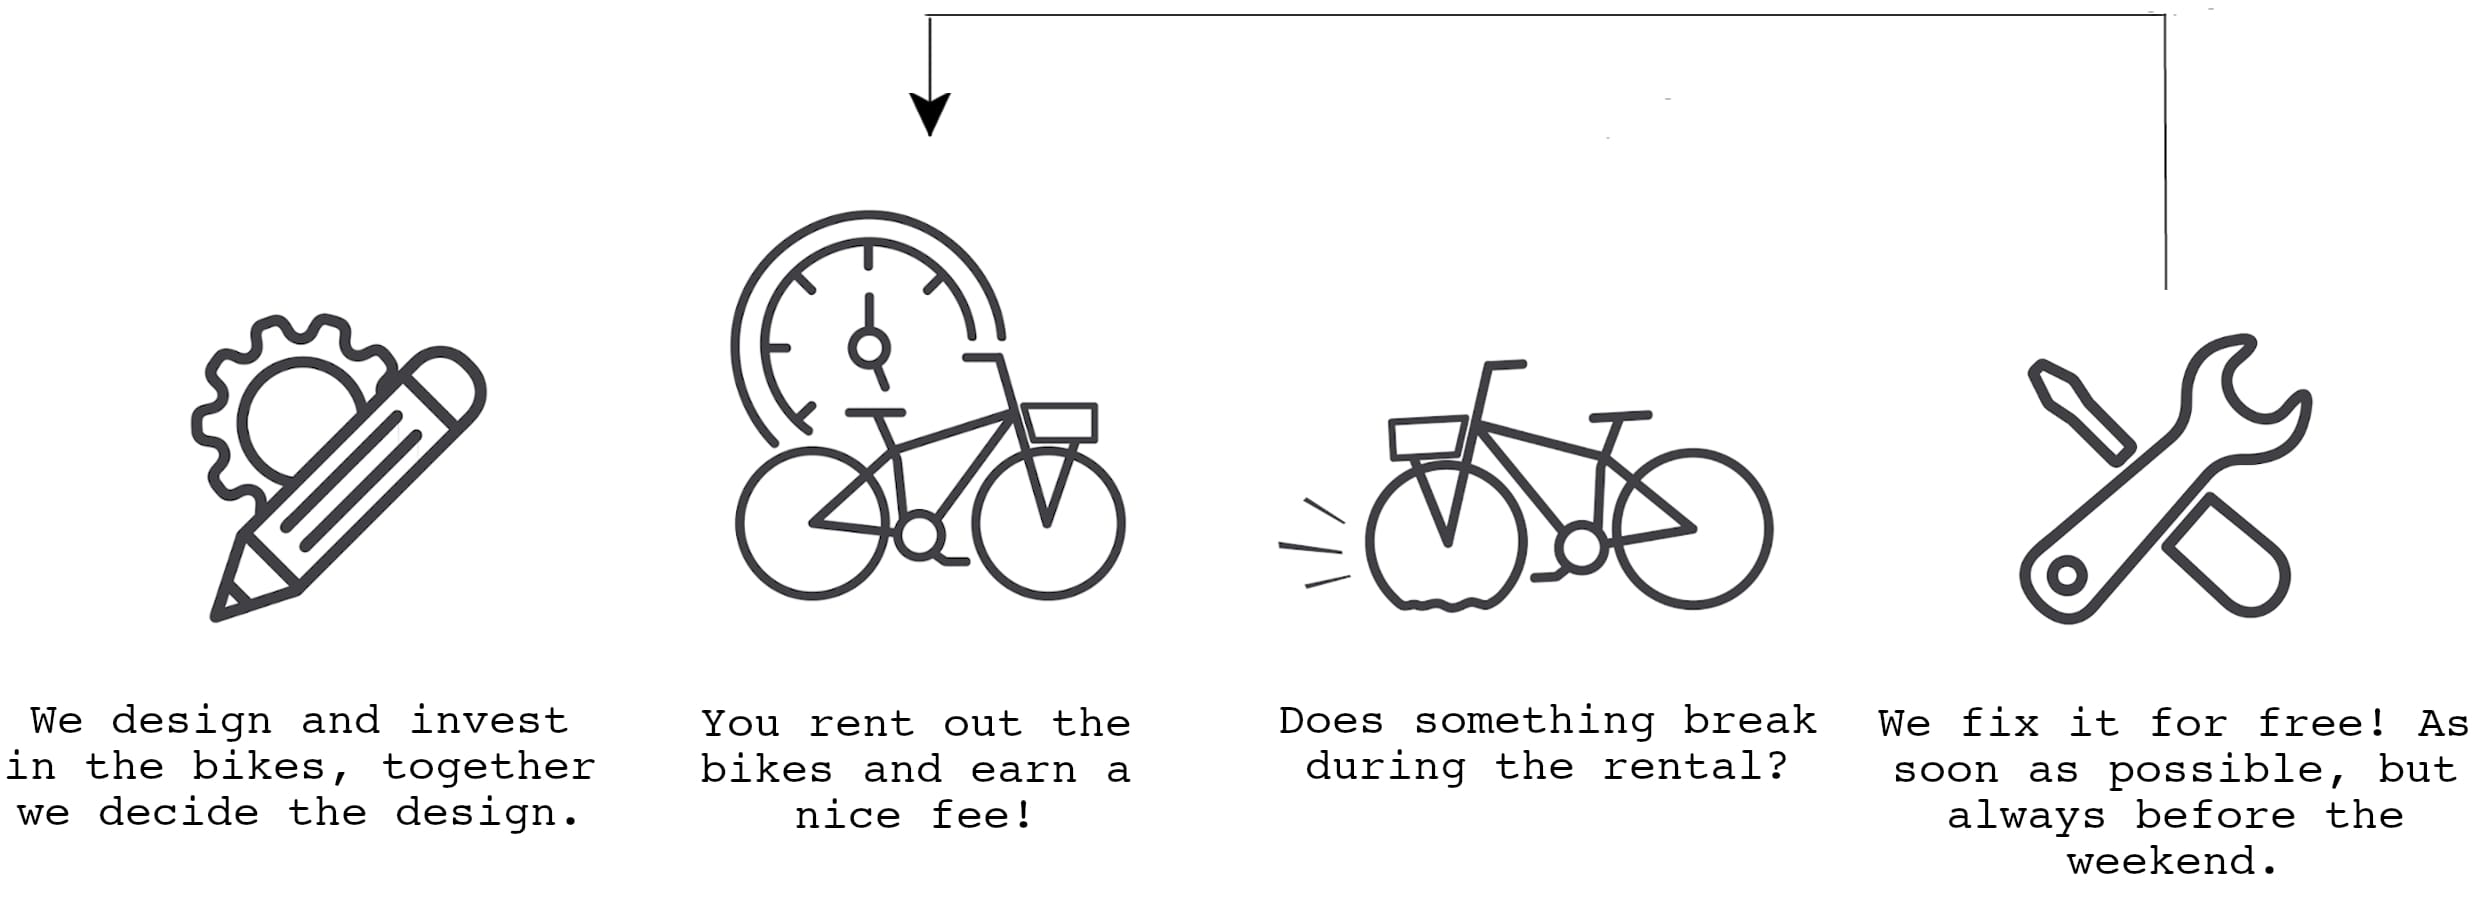 We design and invest
in the bikes, together
we decide the design.
You rent out the
bikes and earn a
nice fee!
Does something break
during the rental?
We fix it for free! As
soon as possible, but
always before the
weekend.